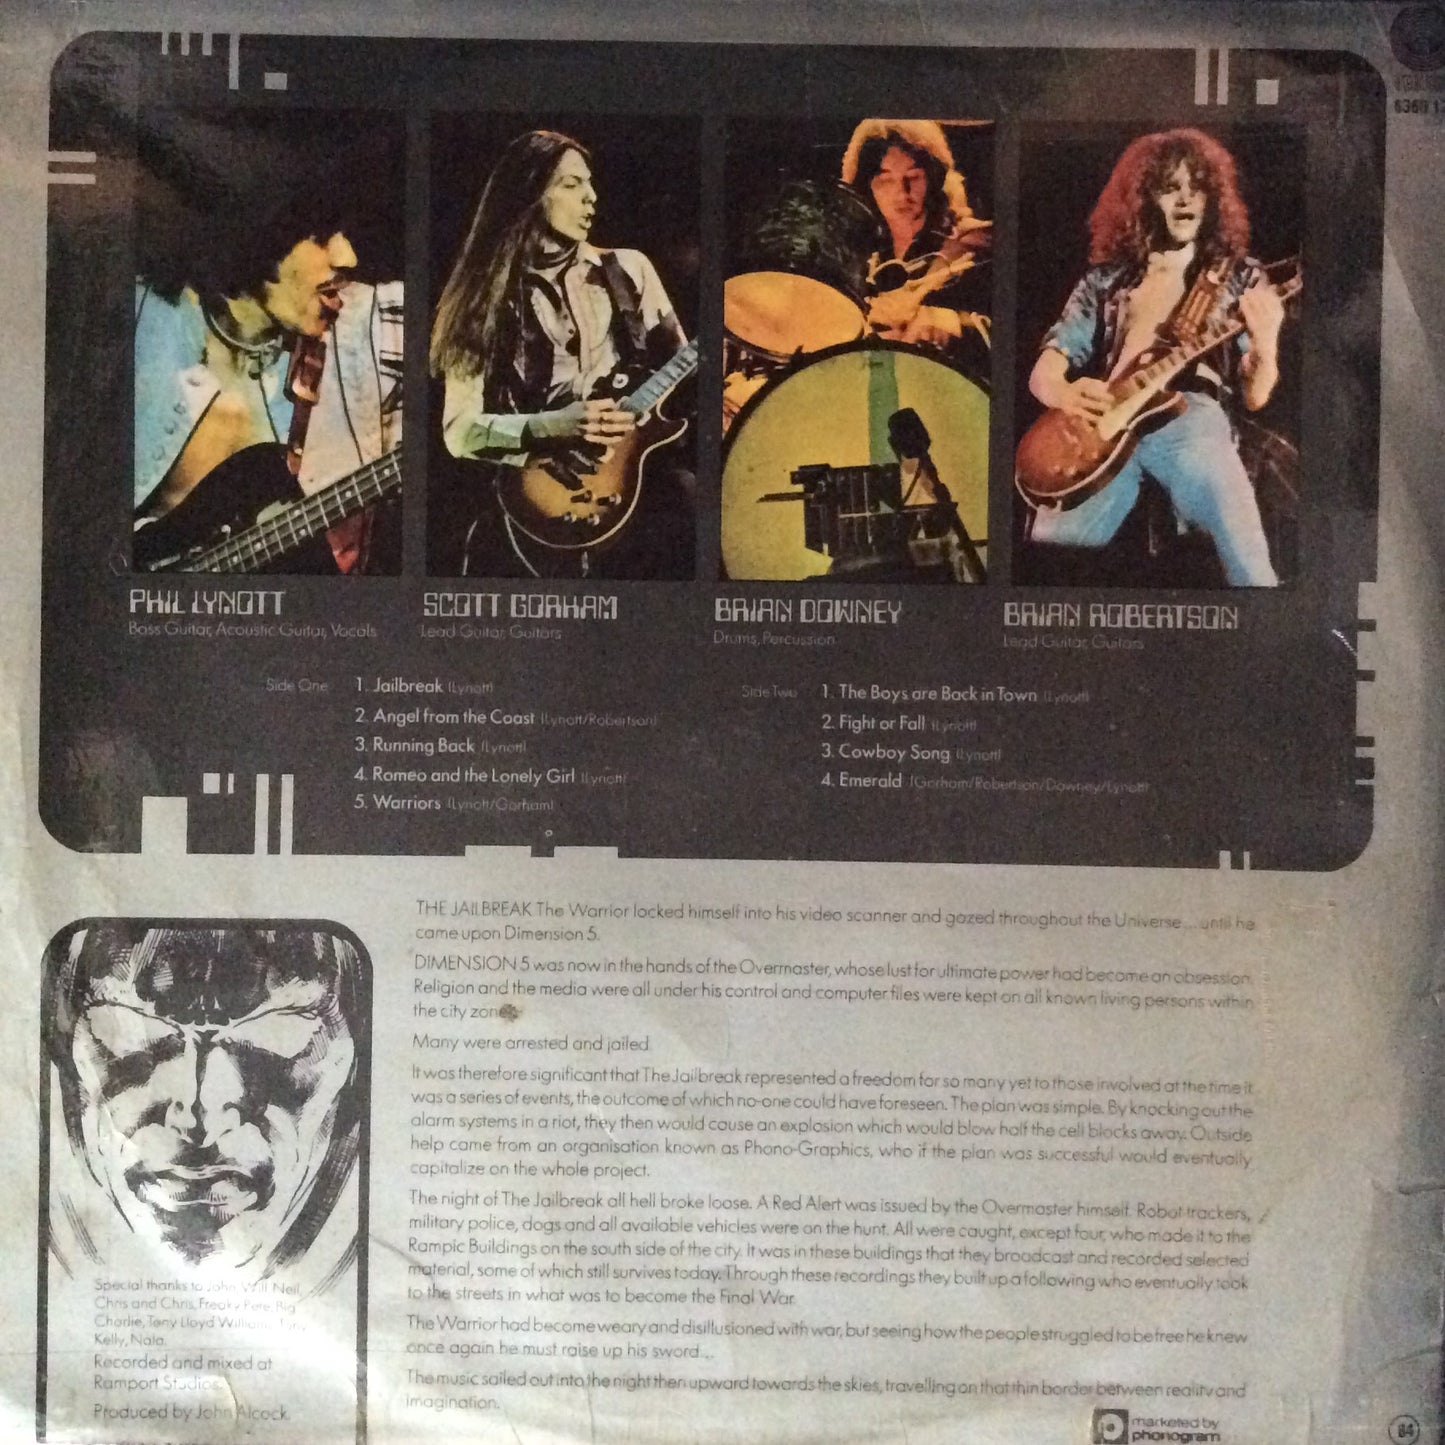 6360 1
PHIL LYNOTT
Bass Guitar, Acoustic Guitar, Vocals
SCOTT GORHAM
Lead Guitar, Guitars
BRIAN DOWNEY
Drums, Percussion
BRIAN ROBERTSON
Lead Guitar, Guitars
Side One
1. Jailbreak (Lynott)
2. Angel from the Coast (Lynott/Robertson)
3. Running Back (Lynott)
4. Romeo and the Lonely Girl (Lynott)
5. Warriors (Lynott/Gorham)
Side Two
1. The Boys are Back in Town (Lynott)
2. Fight or Fall (Lynott)
3. Cowboy Song (Lynott)
4. Emerald (Gorham/Robertson/Downey/Lynott)
THE JAILBREAK The Warrior locked himself into his video scanner and gazed throughout the Universe ... until he
came upon Dimension 5.
DIMENSION 5 was now in the hands of the Overmaster, whose lust for ultimate power had become an obsession.
Religion and the media were all under his control and computer files were kept on all known living persons within
the city zones.
Many were arrested and jailed.
It was therefore significant that The Jailbreak represented a freedom for so many yet to those involved at the time it
was a series of events, the outcome of which no-one could have foreseen. The plan was simple. By knocking out the
alarm systems in a riot, they then would cause an explosion which would blow half the cell blocks away. Outside
help came from an organisation known as Phono-Graphics, who if the plan was successful would eventually
capitalize on the whole project.
The night of The Jailbreak all hell broke loose. A Red Alert was issued by the Overmaster himself. Robot trackers,
military police, dogs and all available vehicles were on the hunt. All were caught, except four, who made it to the
Rampic Buildings on the south side of the city. It was in these buildings that they broadcast and recorded selected
material, some of which still survives today. Through these recordings they built up a following who eventually took
to the streets in what was to become the Final War.
The Warrior had become weary and disillusioned with war, but seeing how the people struggled to be free he knew
once again he must raise up his sword ...
The music sailed out into the night then upward towards the skies, travelling on that thin border between reality and
imagination.
Special thanks to John, Will, Neil,
Chris and Chris, Freaky Pete, Big
Charlie, Tony Lloyd Williams,
Kelly, Nala.
Recorded and mixed at
Ramport Studios.
Produced by John Alcock.
marketed by
phonogram
84